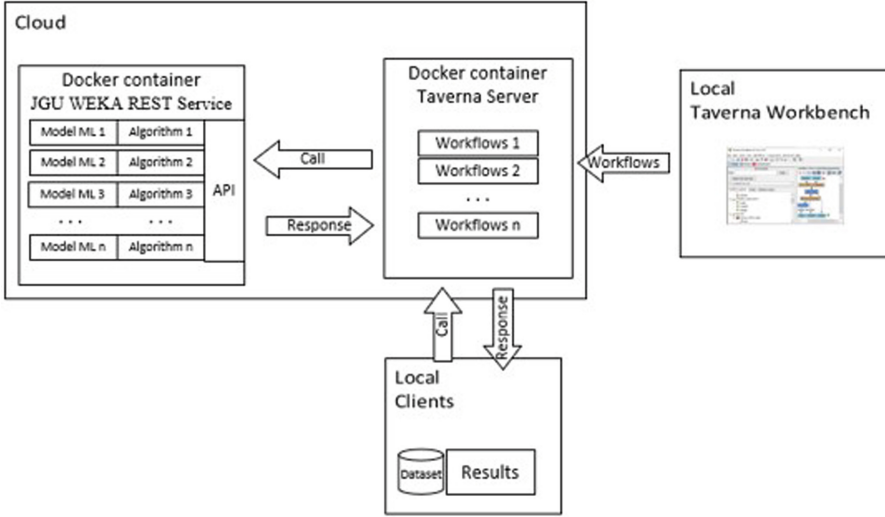 Cloud
Docker container
JGU WEKA REST Service
Model ML 1 Algorithm 1
Model ML 2 Algorithm 2
Model ML 3 Algorithm 3
... ...
Model ML n Algorithm n
API
Call
Response
Docker container
Taverna Server
Workflows 1
Workflows 2
...
Workflows n
Workflows
Local
Taverna Workbench
Call
Response
Local
Clients
Dataset
Results